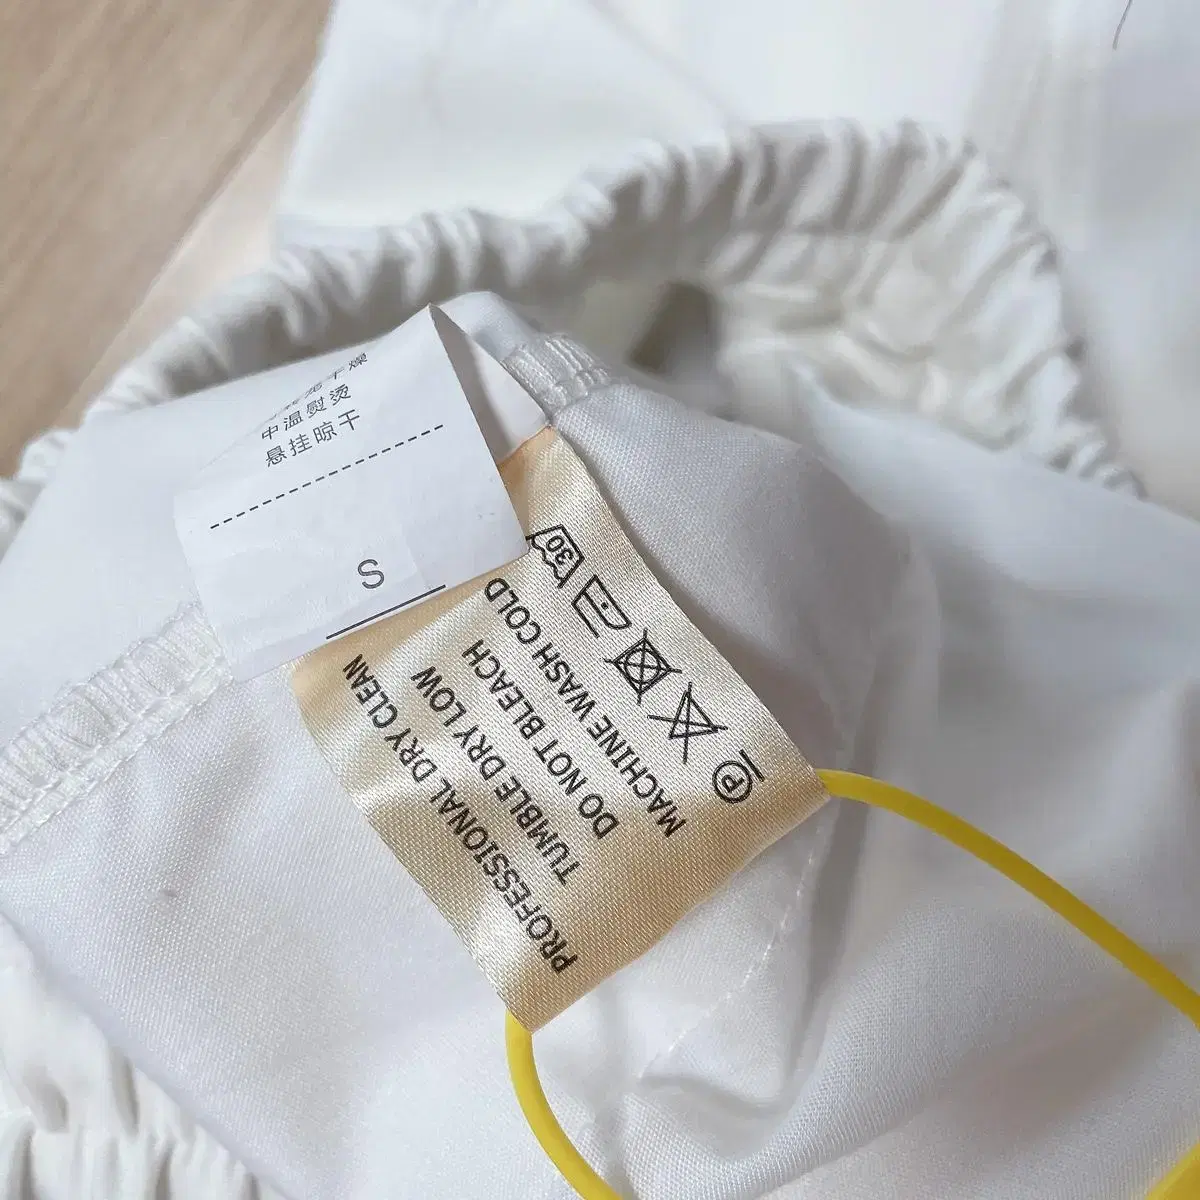 中温熨烫
悬挂晾干
S
30
P
MACHINE WASH COLD
DO NOT BLEACH
TUMBLE DRY LOW
PROFESSIONAL DRY CLEAN